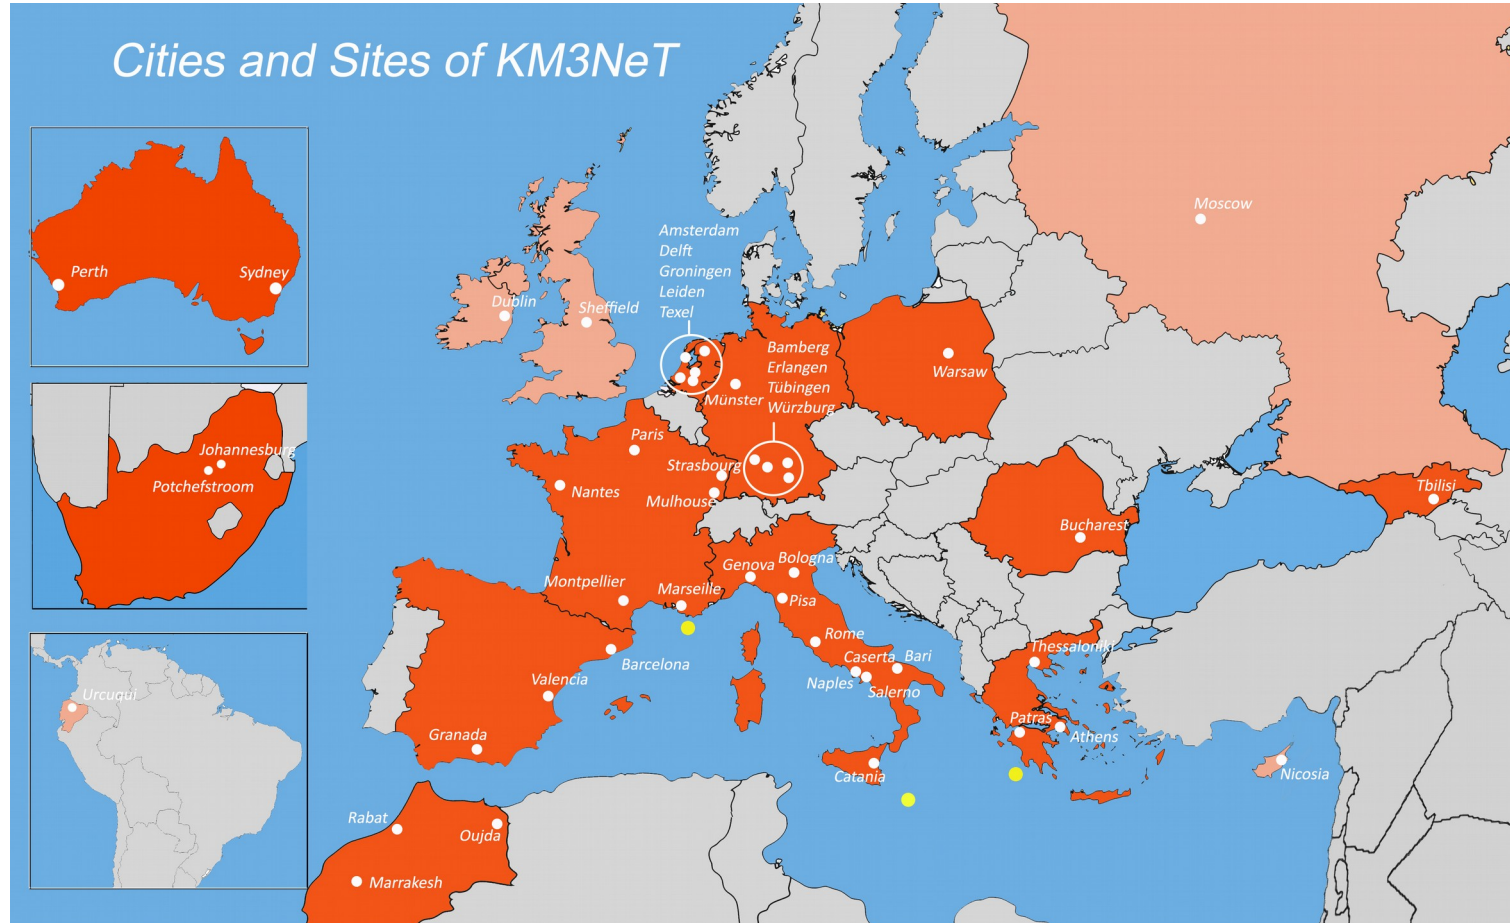 Cities and Sites of KM3NeT
Perth
Sydney
Johannesburg
Potchefstroom
Urcuqui
Moscow
Dublin
Sheffield
Amsterdam
Delft
Groningen
Leiden
Texel
Bamberg
Erlangen
Tübingen
Würzburg
Münster
Warsaw
Paris
Strasbourg
Nantes
Mulhouse
Tbilisi
Bucharest
Genova
Bologna
Montpellier
Marseille
Pisa
Rome
Barcelona
Thessaloniki
Caserta
Bari
Naples
Salerno
Valencia
Granada
Patras
Athens
Catania
Nicosia
Rabat
Oujda
Marrakesh